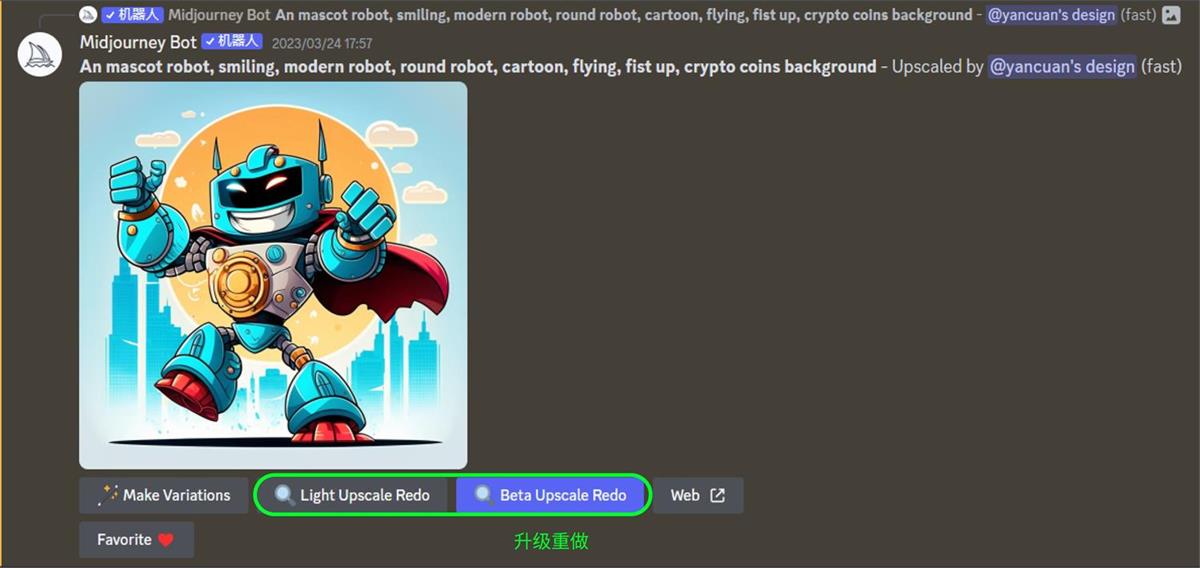 ✓机器人 Midjourney Bot An mascot robot, smiling, modern robot, round robot, cartoon, flying, fist up, crypto coins background - @yancuan's design (fast)
Midjourney Bot ✓机器人 2023/03/24 17:57
An mascot robot, smiling, modern robot, round robot, cartoon, flying, fist up, crypto coins background - Upscaled by @yancuan's design (fast)
Make Variations Light Upscale Redo Beta Upscale Redo Web
Favorite
升级重做